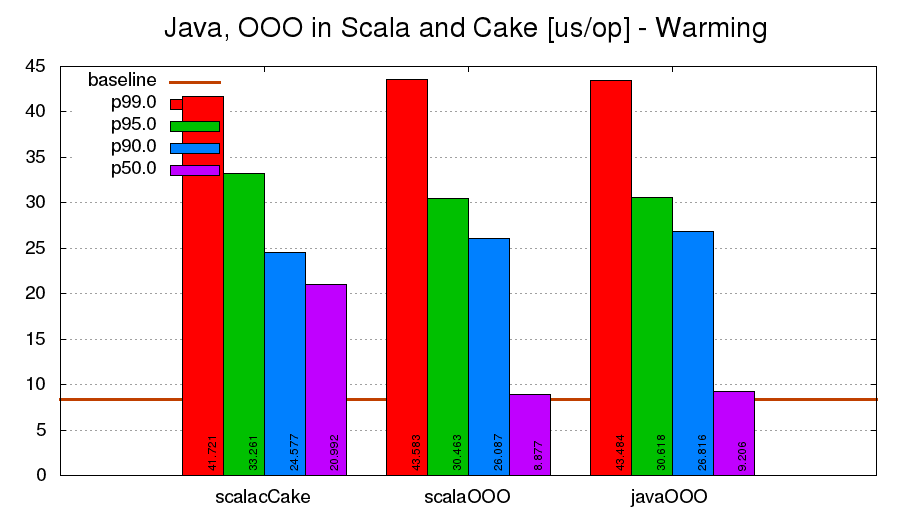 Java, OOO in Scala and Cake [us/op] - Warming
45
40
35
30
25
20
15
10
5
0
baseline
p99.0
p95.0
p90.0
p50.0
41.721
33.261
24.577
20.992
43.583
30.463
26.087
8.877
43.484
30.618
26.816
9.206
scalacCake
scalaOOO
javaOOO